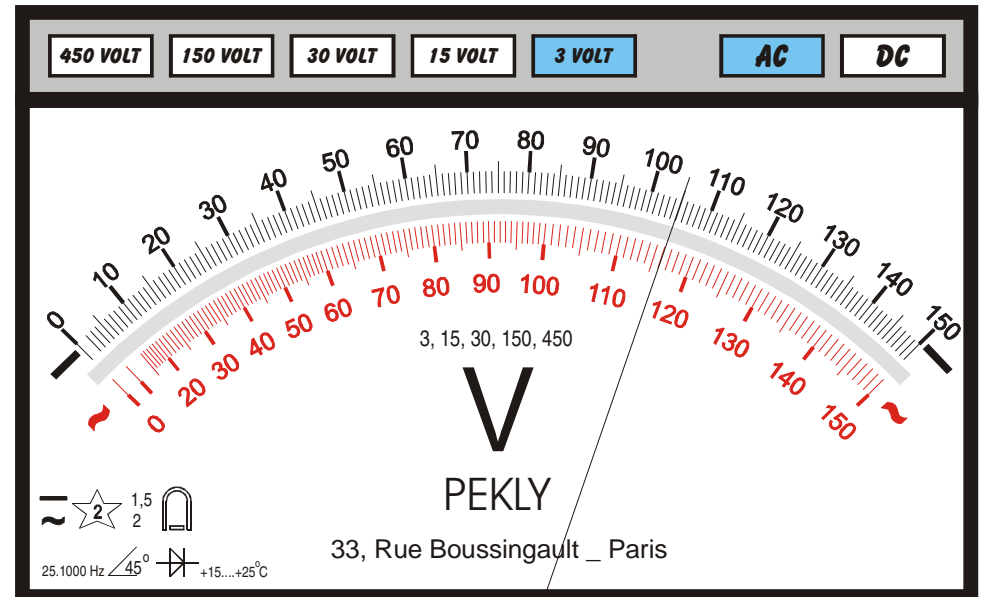 450 VOLT 150 VOLT 30 VOLT 15 VOLT 3 VOLT AC DC
0 10 20 30 40 50 60 70 80 90 100 110 120 130 140 150
0 20 30 40 50 60 70 80 90 100 110 120 130 140 150
~ ~
3, 15, 30, 150, 450
V
PEKLY
33, Rue Boussingault _ Paris
~ 2 1,5
2
25.1000 Hz 45° +15....+25°C